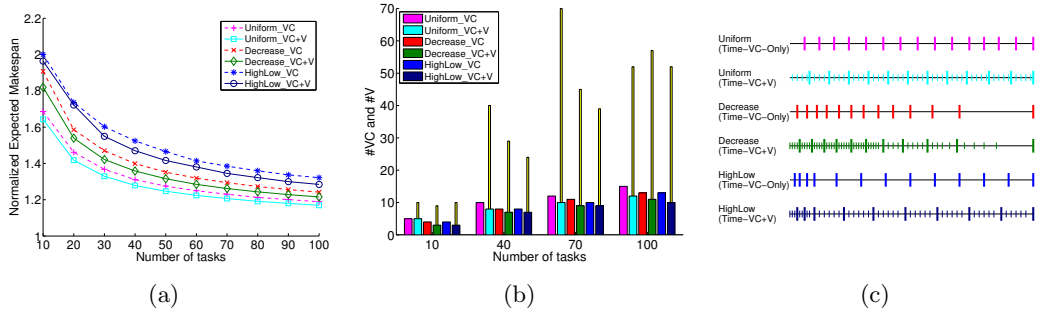 2.2
2
1.8
1.6
1.4
1.2
1
10 20 30 40 50 60 70 80 90 100
Number of tasks
Normalized Expected Makespan
Uniform_VC
Uniform_VC+V
Decrease_VC
Decrease_VC+V
HighLow_VC
HighLow_VC+V
(a)
70
60
50
40
30
20
10
0
10 40 70 100
Number of tasks
#VC and #V
Uniform_VC
Uniform_VC+V
Decrease_VC
Decrease_VC+V
HighLow_VC
HighLow_VC+V
(b)
Uniform
(Time−VC−Only)
Uniform
(Time−VC+V)
Decrease
(Time−VC−Only)
Decrease
(Time−VC+V)
HighLow
(Time−VC−Only)
HighLow
(Time−VC+V)
(c)